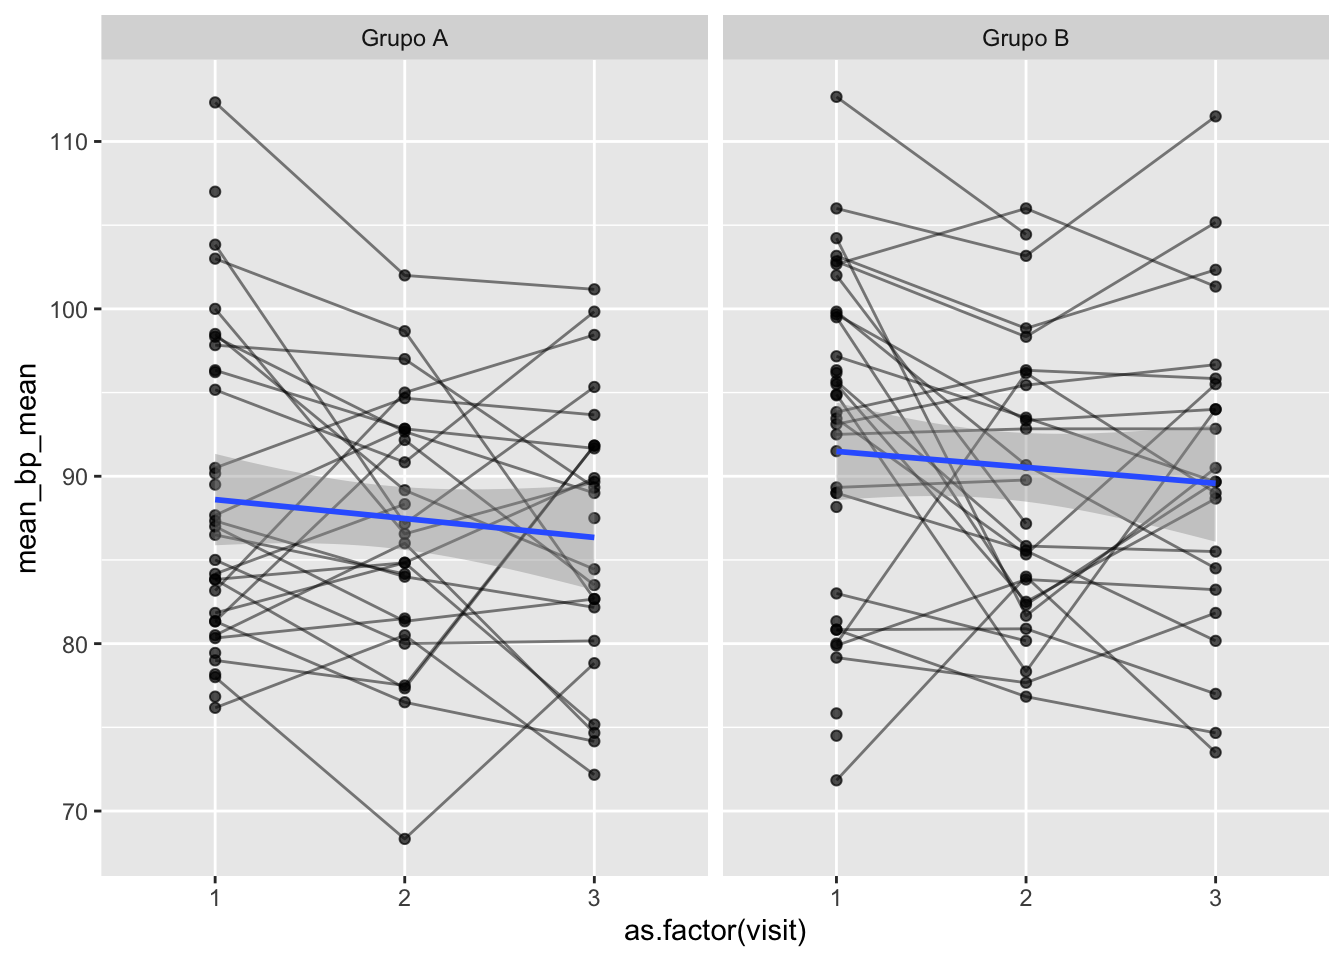 Grupo A
Grupo B
mean_bp_mean
110
100
90
80
70
1 2 3
1 2 3
as.factor(visit)